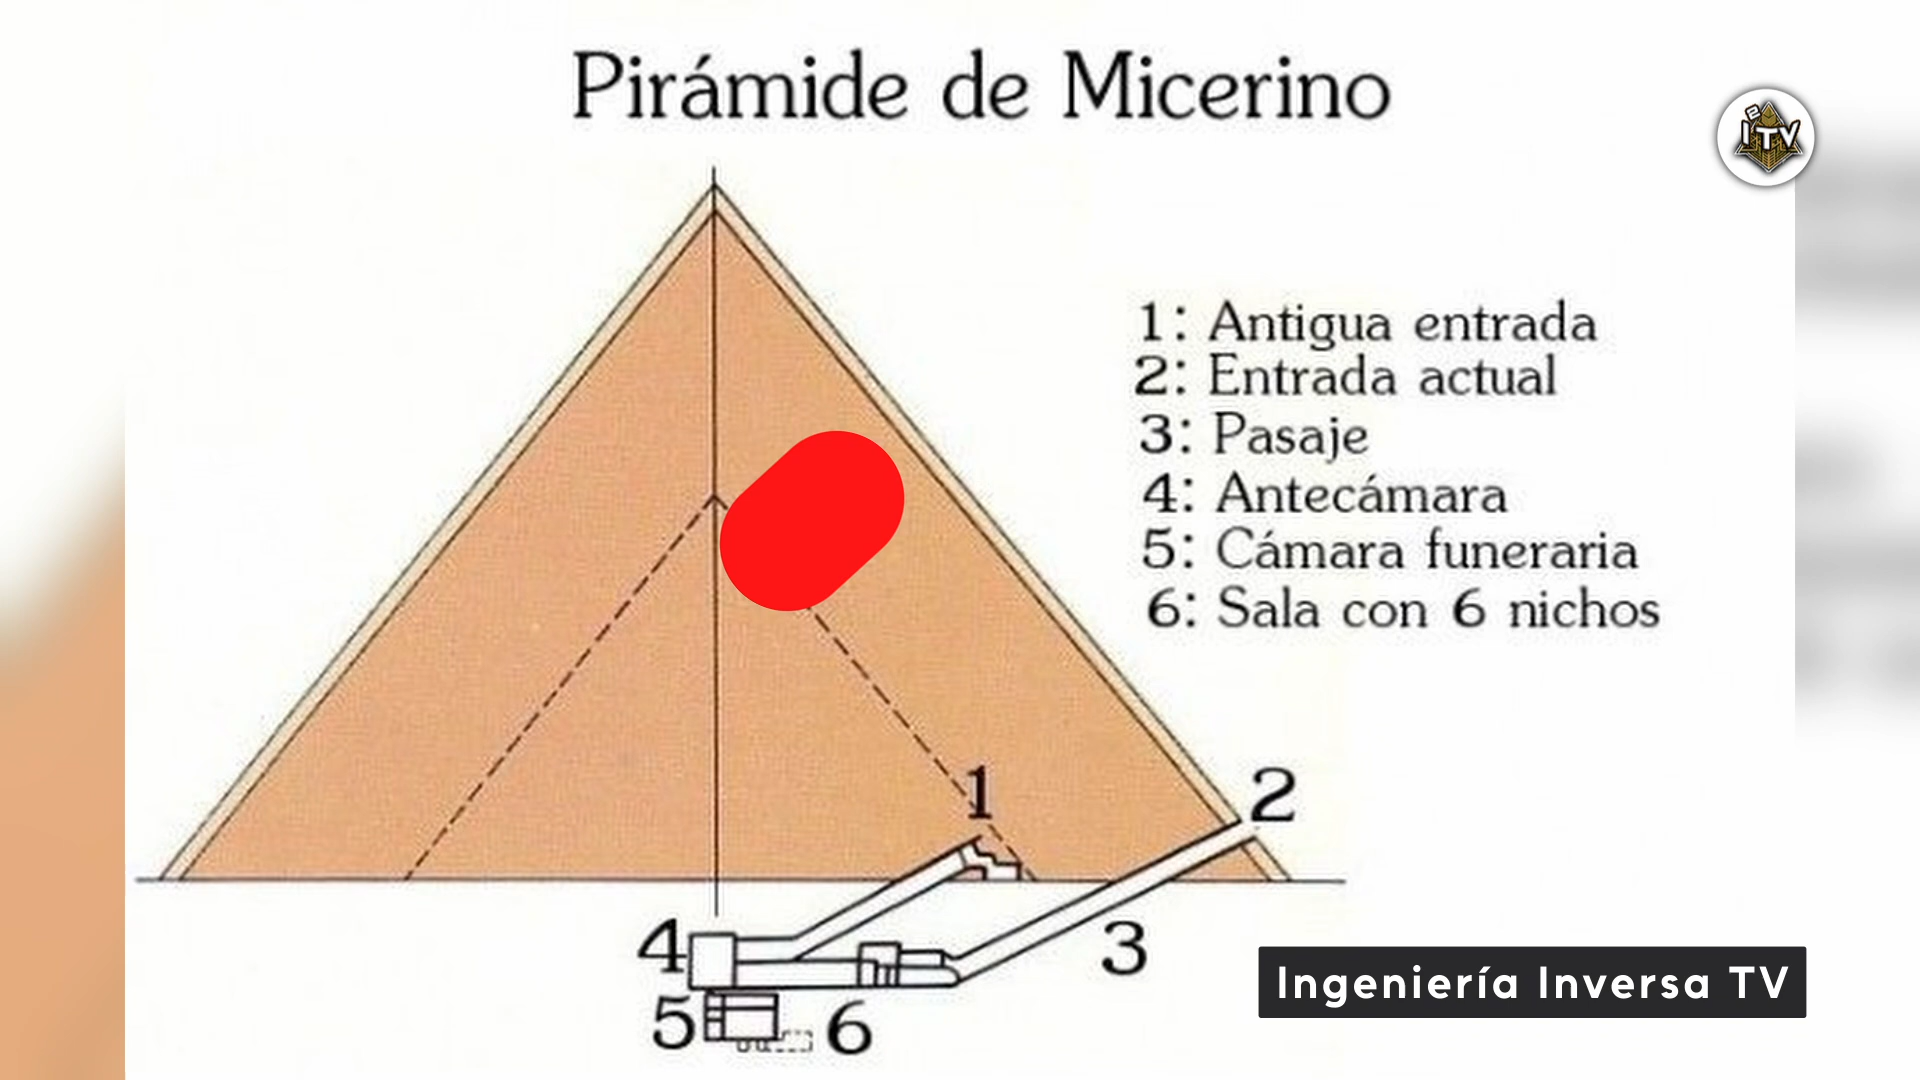 Pirámide de Micerino
I²TV
1: Antigua entrada
2: Entrada actual
3: Pasaje
4: Antecámara
5: Cámara funeraria
6: Sala con 6 nichos
1
2
3
4
5
6
Ingeniería Inversa TV